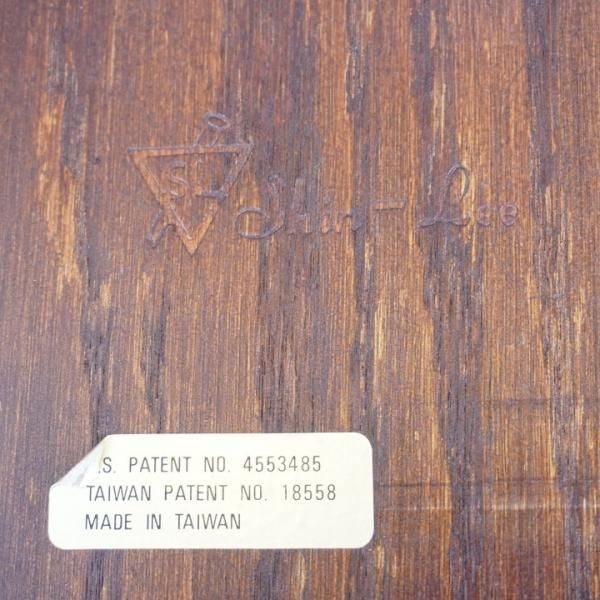 S.L
Shin Lee
.S. PATENT NO. 4553485
TAIWAN PATENT NO. 18558
MADE IN TAIWAN